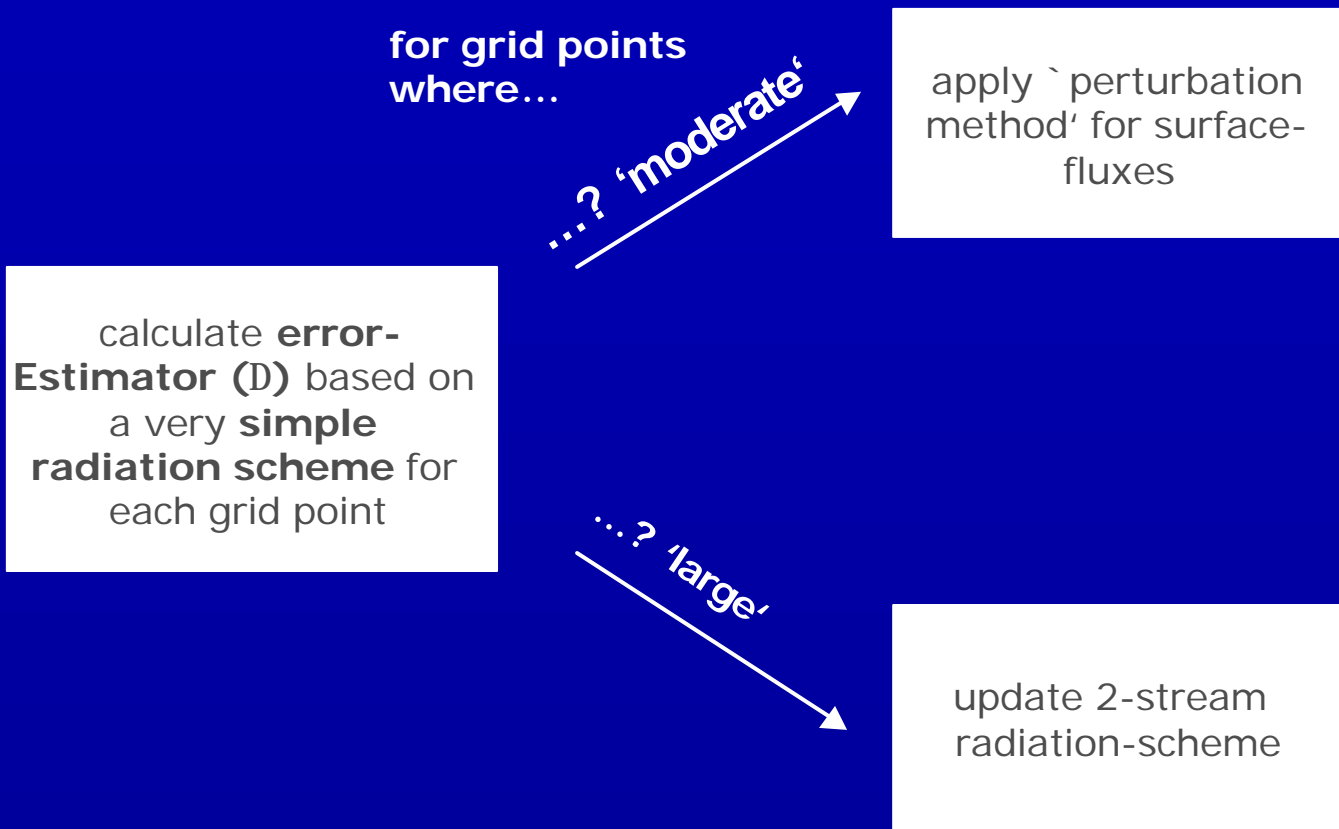 for grid points
where...
...? ‘moderate‘
apply `perturbation
method‘ for surface-
fluxes
calculate error-
Estimator (D) based on
a very simple
radiation scheme for
each grid point
...? ‘large‘
update 2-stream
radiation-scheme